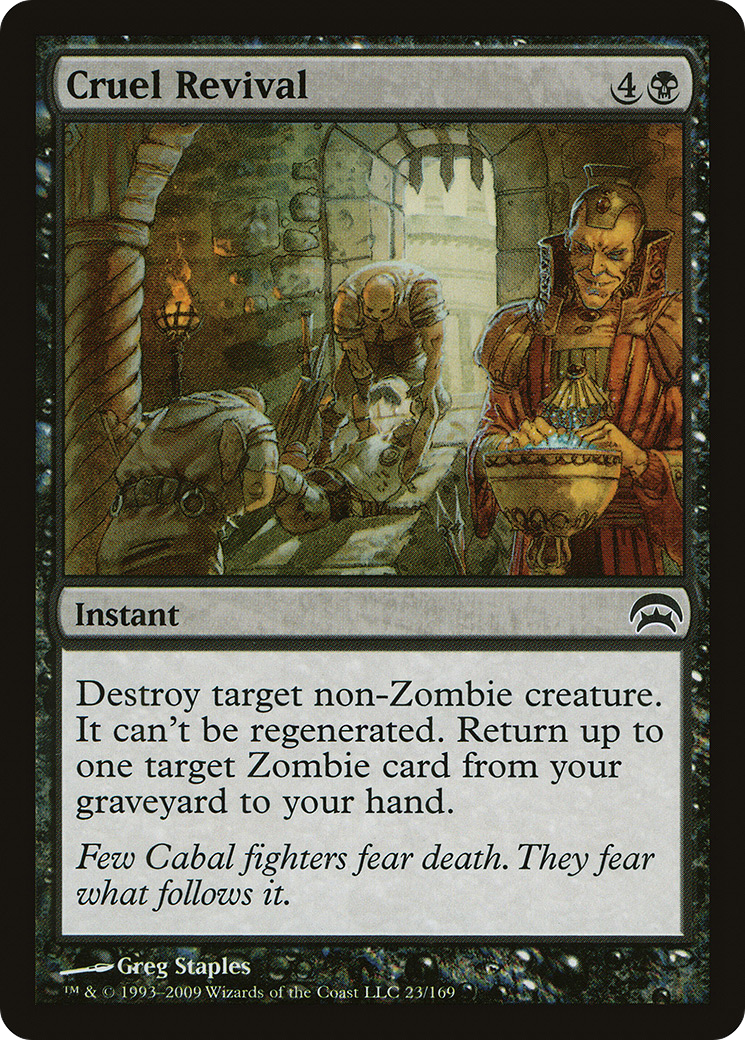 Cruel Revival 4
Instant
Destroy target non-Zombie creature.
It can't be regenerated. Return up to
one target Zombie card from your
graveyard to your hand.
Few Cabal fighters fear death. They fear
what follows it.
Greg Staples
™ & © 1993–2009 Wizards of the Coast LLC 23/169